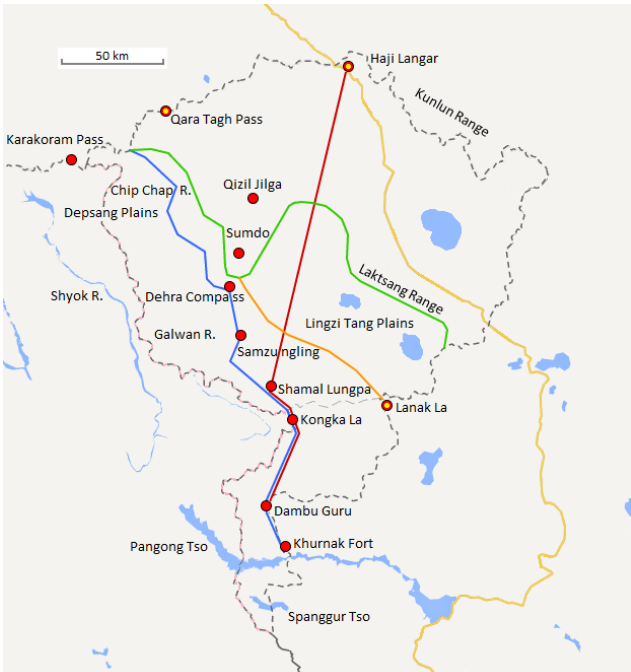 50 km
Haji Langar
Kunlun Range
Qara Tagh Pass
Karakoram Pass
Chip Chap R.
Qizil Jilga
Depsang Plains
Sumdo
Laktsang Range
Shyok R.
Dehra Compass
Lingzi Tang Plains
Galwan R.
Samzungling
Shamal Lungpa
Lanak La
Kongka La
Dambu Guru
Pangong Tso
Khurnak Fort
Spanggur Tso